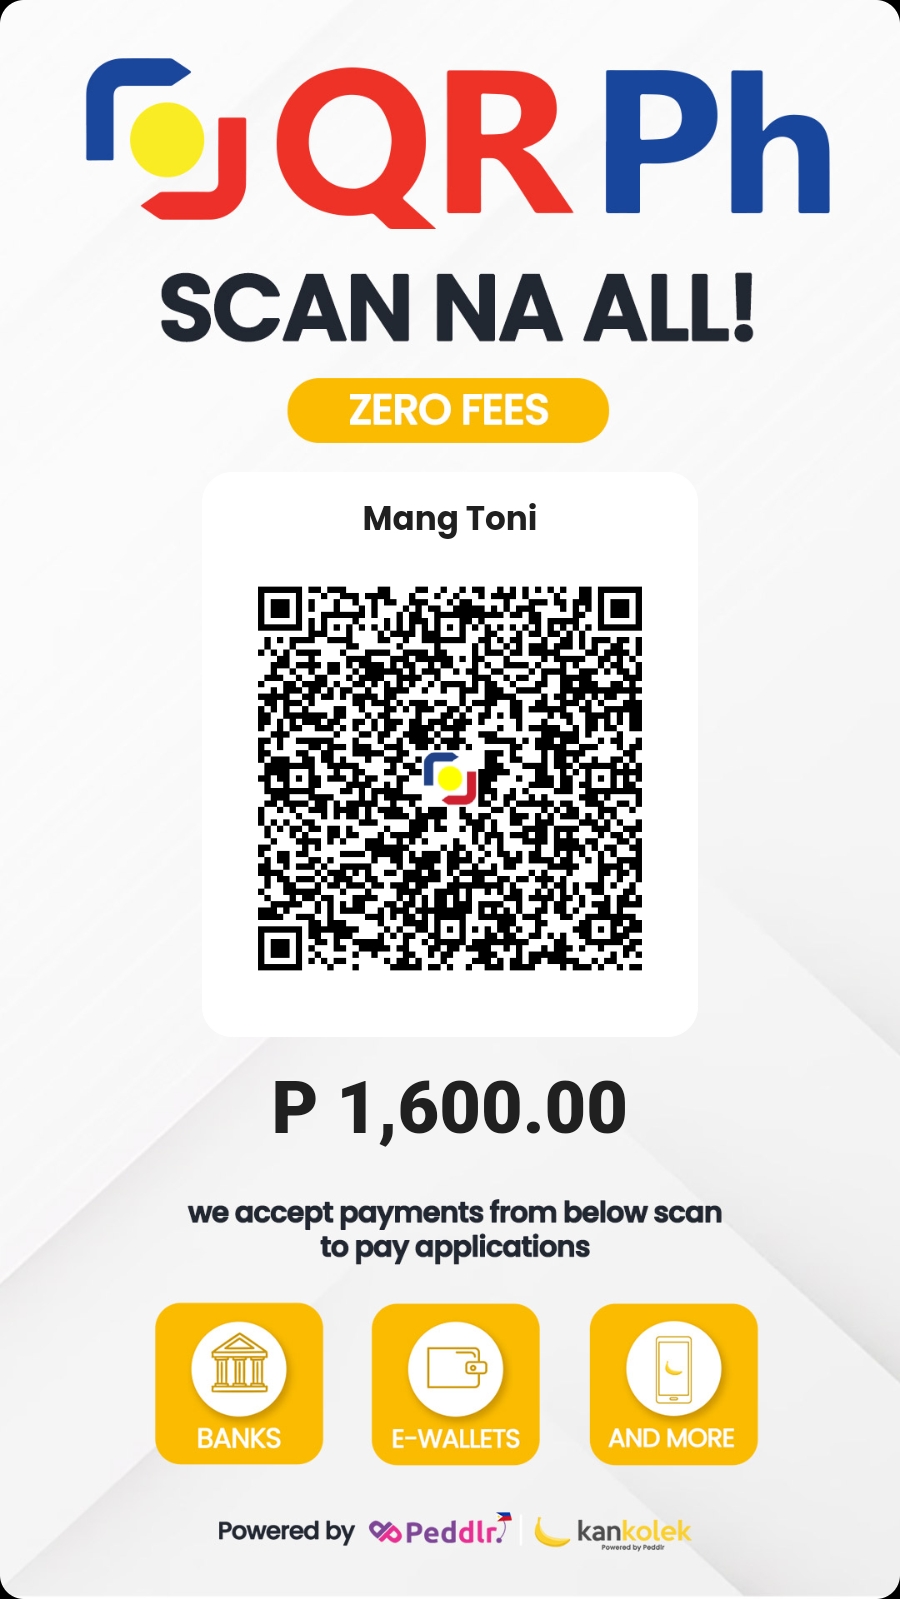 QR Ph
SCAN NA ALL!
ZERO FEES
Mang Toni
P 1,600.00
we accept payments from below scan
to pay applications
BANKS
E-WALLETS
AND MORE
Powered by Peddlr. kankolek
Powered by Peddlr